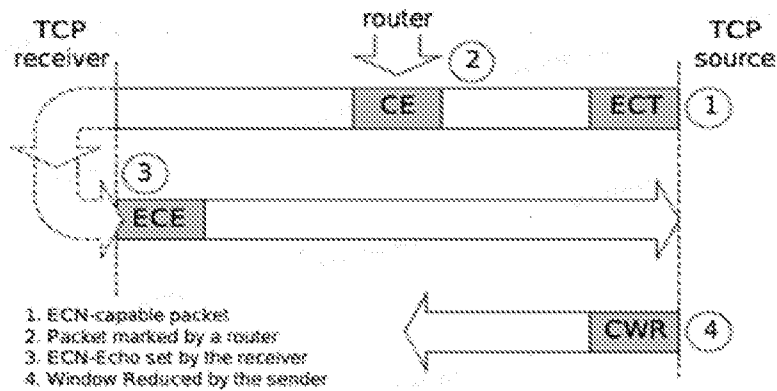 TCP
receiver
router
TCP
source
2
CE
ECT
1
3
ECE
1. ECN-capable packet
2. Packet marked by a router
3. ECN-Echo set by the receiver
4. Window Reduced by the sender
CWR
4